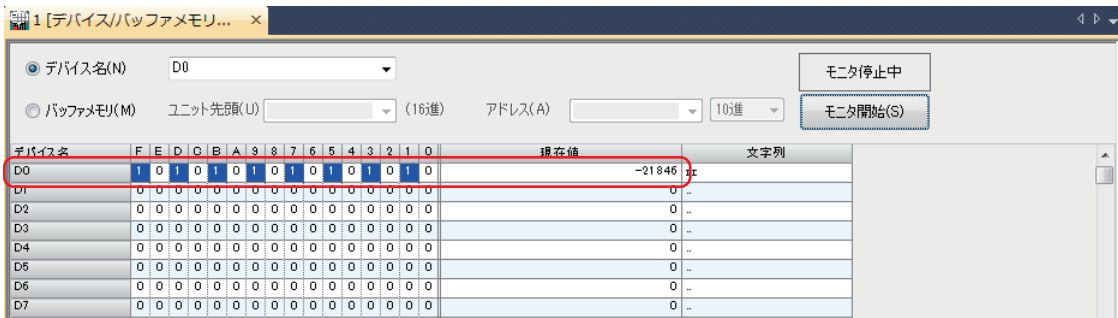 1 [デバイス/バッファメモリ... ×
デバイス名(N) D0
モニタ停止中
バッファメモリ(M) ユニット先頭(U) (16進) アドレス(A) 10進 モニタ開始(S)
デバイス名 F E D C B A 9 8 7 6 5 4 3 2 1 0 現在値 文字列
D0 1 0 1 0 1 0 1 0 1 0 1 0 1 0 1 0 -21846 ｪｪ
D1 0 0 0 0 0 0 0 0 0 0 0 0 0 0 0 0 0 ..
D2 0 0 0 0 0 0 0 0 0 0 0 0 0 0 0 0 0 ..
D3 0 0 0 0 0 0 0 0 0 0 0 0 0 0 0 0 0 ..
D4 0 0 0 0 0 0 0 0 0 0 0 0 0 0 0 0 0 ..
D5 0 0 0 0 0 0 0 0 0 0 0 0 0 0 0 0 0 ..
D6 0 0 0 0 0 0 0 0 0 0 0 0 0 0 0 0 0 ..
D7 0 0 0 0 0 0 0 0 0 0 0 0 0 0 0 0 0 ..